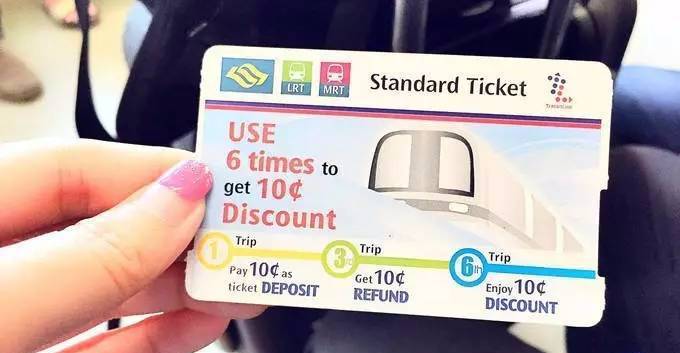 LRT
MRT
Standard Ticket
TransitLink
USE
6 times to
get 10¢
Discount
1
Trip
Pay 10¢ as
ticket DEPOSIT
3rd
Trip
Get 10¢
REFUND
6th
Trip
Enjoy 10¢
DISCOUNT